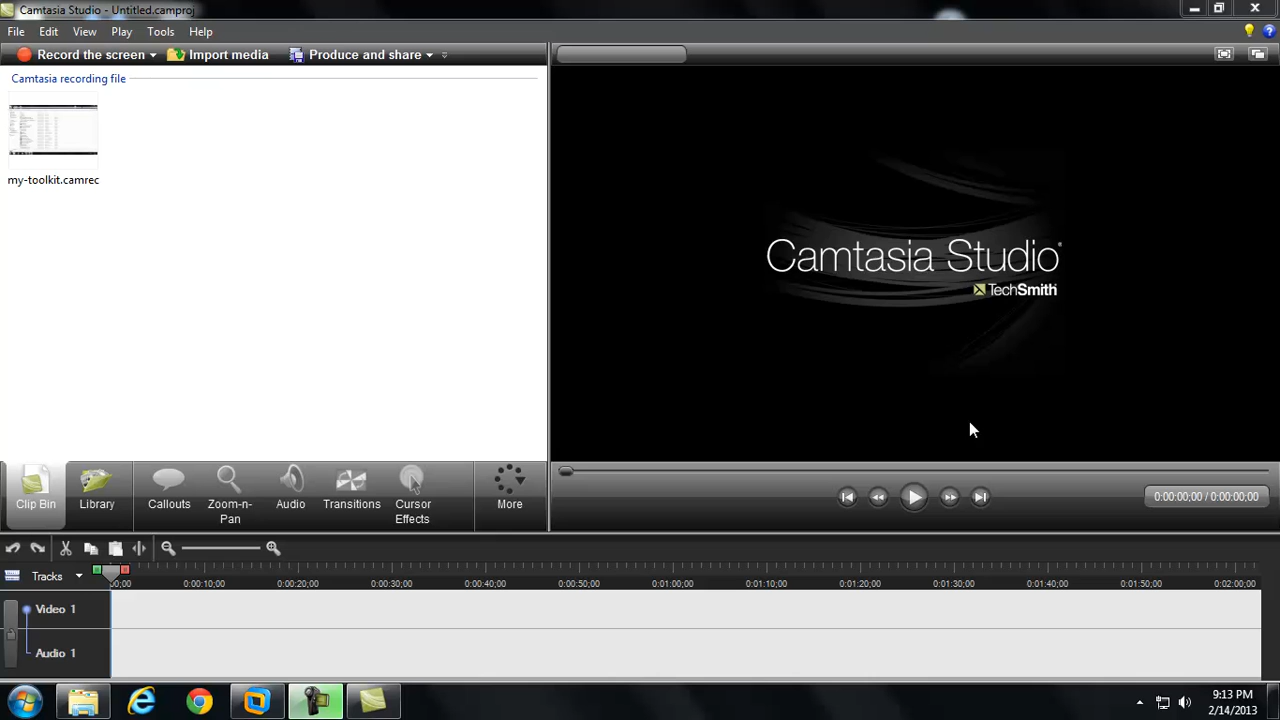 Camtasia Studio - Untitled.camproj
File Edit View Play Tools Help
Record the screen Import media Produce and share
Camtasia recording file
my-toolkit.camrec
Camtasia Studio
TechSmith
Clip Bin Library Callouts Zoom-n-Pan Audio Transitions Cursor Effects More
0:00:00;00 / 0:00:00;00
Tracks 00;00 0:00:10;00 0:00:20;00 0:00:30;00 0:00:40;00 0:00:50;00 0:01:00;00 0:01:10;00 0:01:20;00 0:01:30;00 0:01:40;00 0:01:50;00 0:02:00;00
Video 1
Audio 1
9:13 PM
2/14/2013